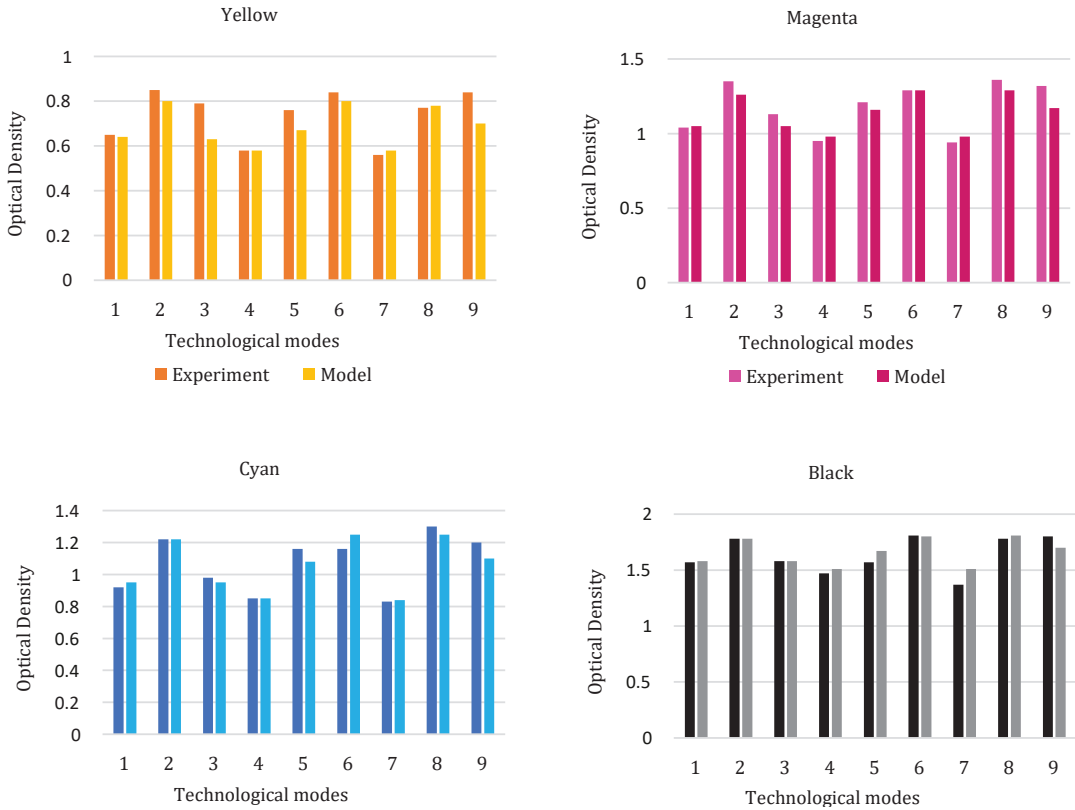 Yellow
1
0.8
0.6
0.4
0.2
0
Optical Density
1 2 3 4 5 6 7 8 9
Technological modes
Experiment Model
Magenta
1.5
1
0.5
0
Optical Density
1 2 3 4 5 6 7 8 9
Technological modes
Experiment Model
Cyan
1.4
1.2
1
0.8
0.6
0.4
0.2
0
Optical Density
1 2 3 4 5 6 7 8 9
Technological modes
Black
2
1.5
1
0.5
0
Optical Density
1 2 3 4 5 6 7 8 9
Technological modes